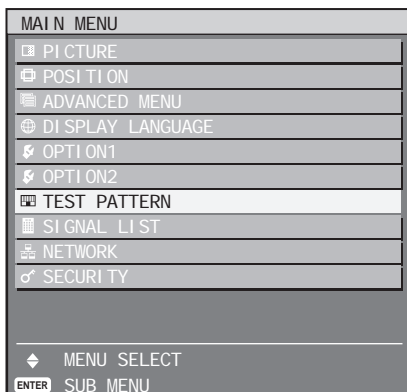 MAIN MENU
PICTURE
POSITION
ADVANCED MENU
DISPLAY LANGUAGE
OPTION1
OPTION2
TEST PATTERN
SIGNAL LIST
NETWORK
SECURITY
MENU SELECT
ENTER SUB MENU